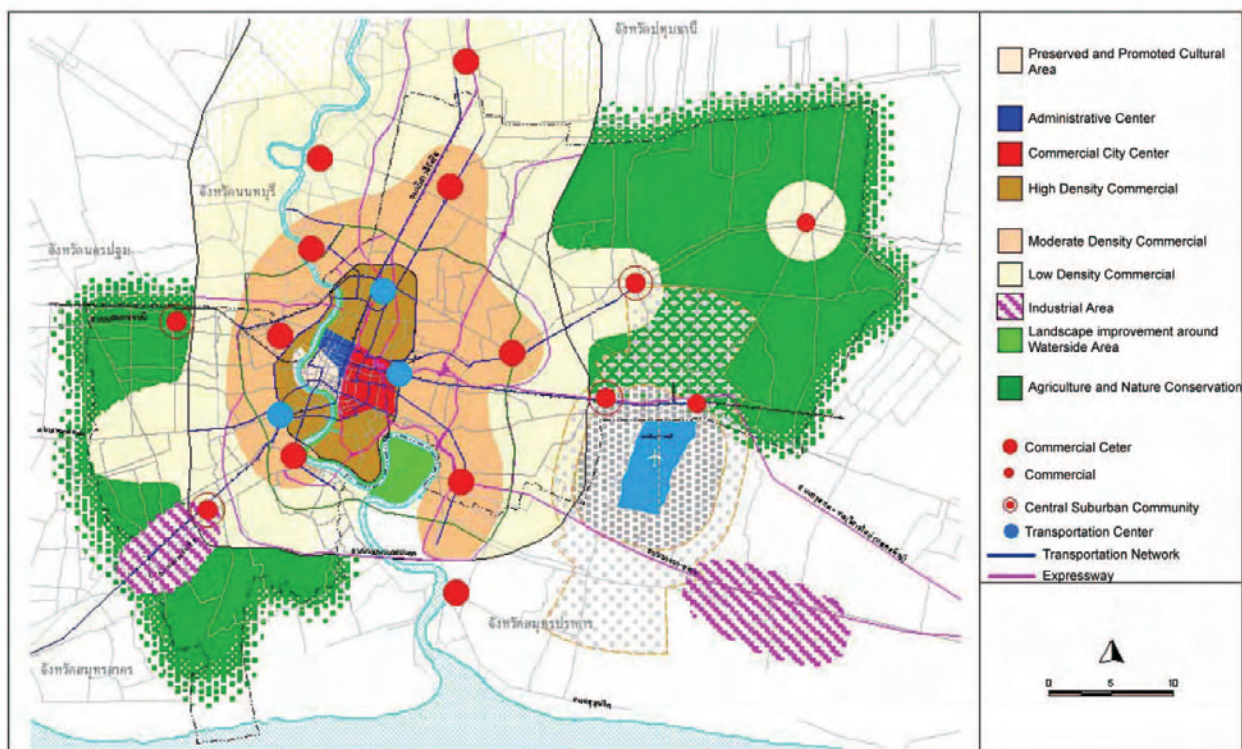 จังหวัดปทุมธานี
จังหวัดนนทบุรี
จังหวัดนครปฐม
จังหวัดสมุทรปราการ
จังหวัดสมุทรสาคร
Preserved and Promoted Cultural
Area
Administrative Center
Commercial City Center
High Density Commercial
Moderate Density Commercial
Low Density Commercial
Industrial Area
Landscape improvement around
Waterside Area
Agriculture and Nature Conservation
Commercial Ceter
Commercial
Central Suburban Community
Transportation Center
Transportation Network
Expressway
0 5 10